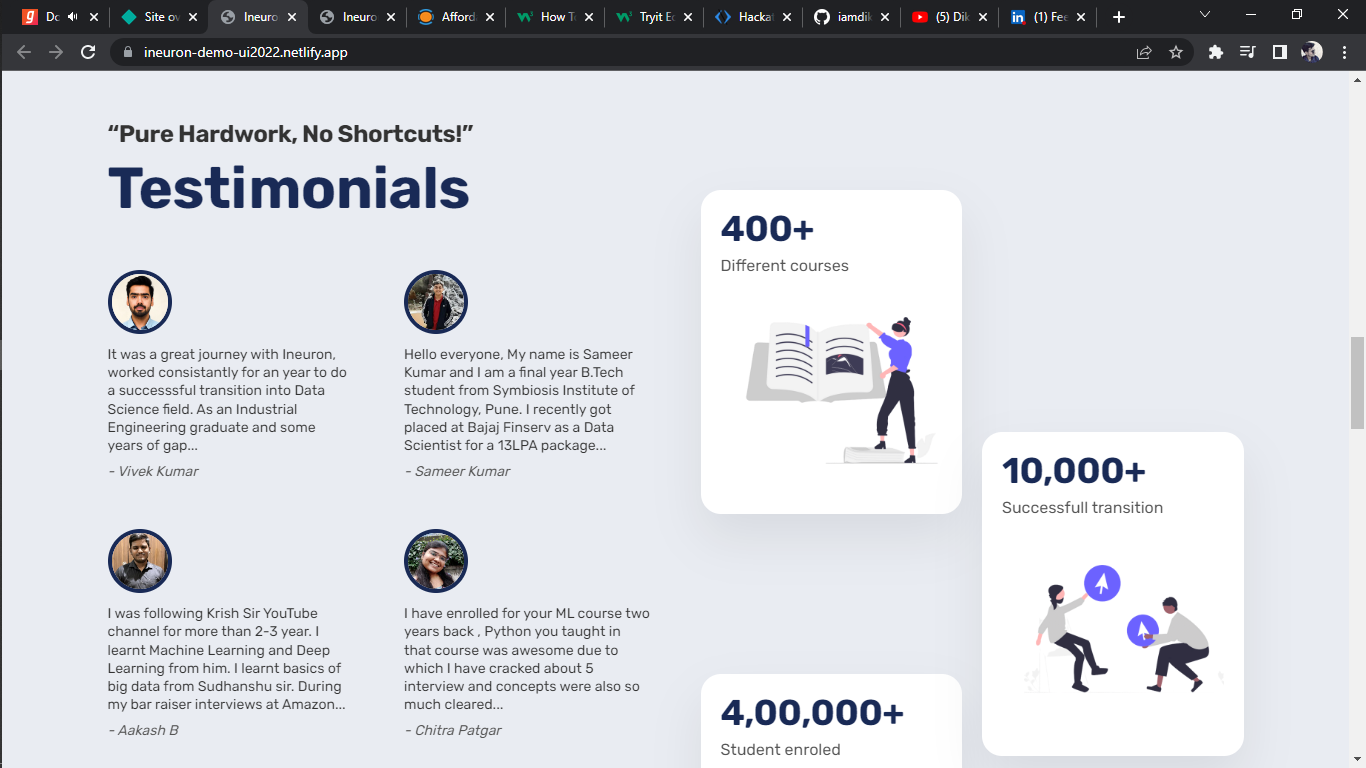 Do
Site ov
Ineuro
Ineuro
Afford
How T
Tryit Ed
Hackat
iamdik
(5) Dik
(1) Fee
ineuron-demo-ui2022.netlify.app
“Pure Hardwork, No Shortcuts!”
Testimonials
It was a great journey with Ineuron,
worked consistantly for an year to do
a successsful transition into Data
Science field. As an Industrial
Engineering graduate and some
years of gap...
- Vivek Kumar
Hello everyone, My name is Sameer
Kumar and I am a final year B.Tech
student from Symbiosis Institute of
Technology, Pune. I recently got
placed at Bajaj Finserv as a Data
Scientist for a 13LPA package...
- Sameer Kumar
I was following Krish Sir YouTube
channel for more than 2-3 year. I
learnt Machine Learning and Deep
Learning from him. I learnt basics of
big data from Sudhanshu sir. During
my bar raiser interviews at Amazon...
- Aakash B
I have enrolled for your ML course two
years back , Python you taught in
that course was awesome due to
which I have cracked about 5
interview and concepts were also so
much cleared...
- Chitra Patgar
400+
Different courses
10,000+
Successfull transition
4,00,000+
Student enroled